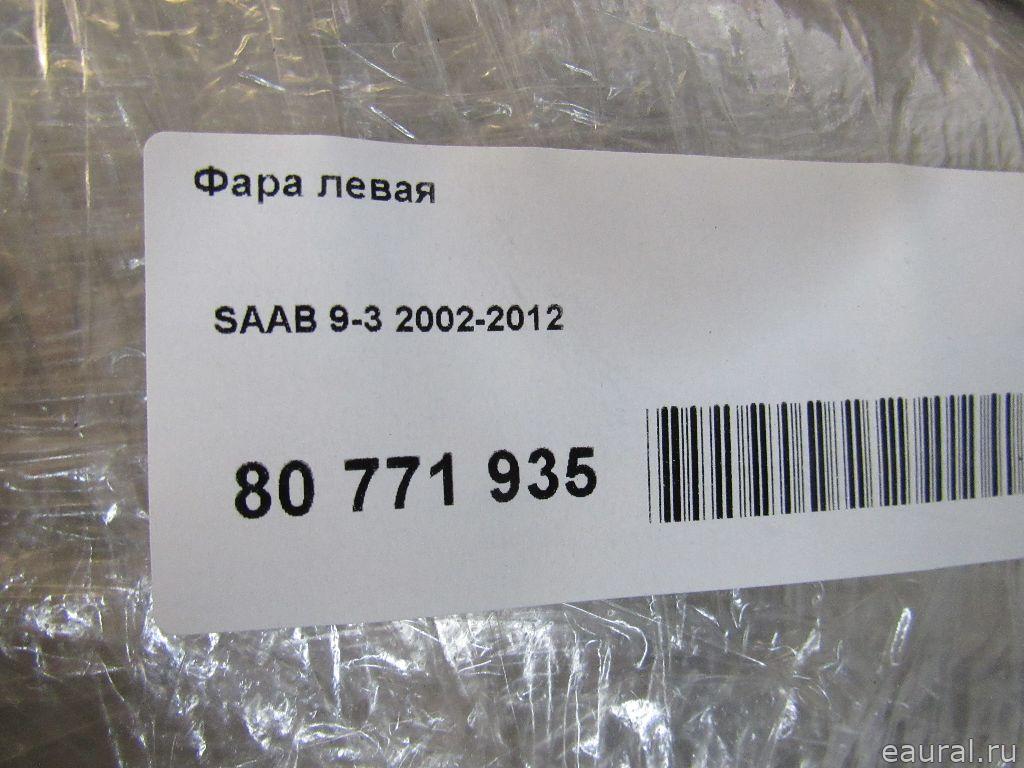 Фара левая
SAAB 9-3 2002-2012
80 771 935
eaural.ru